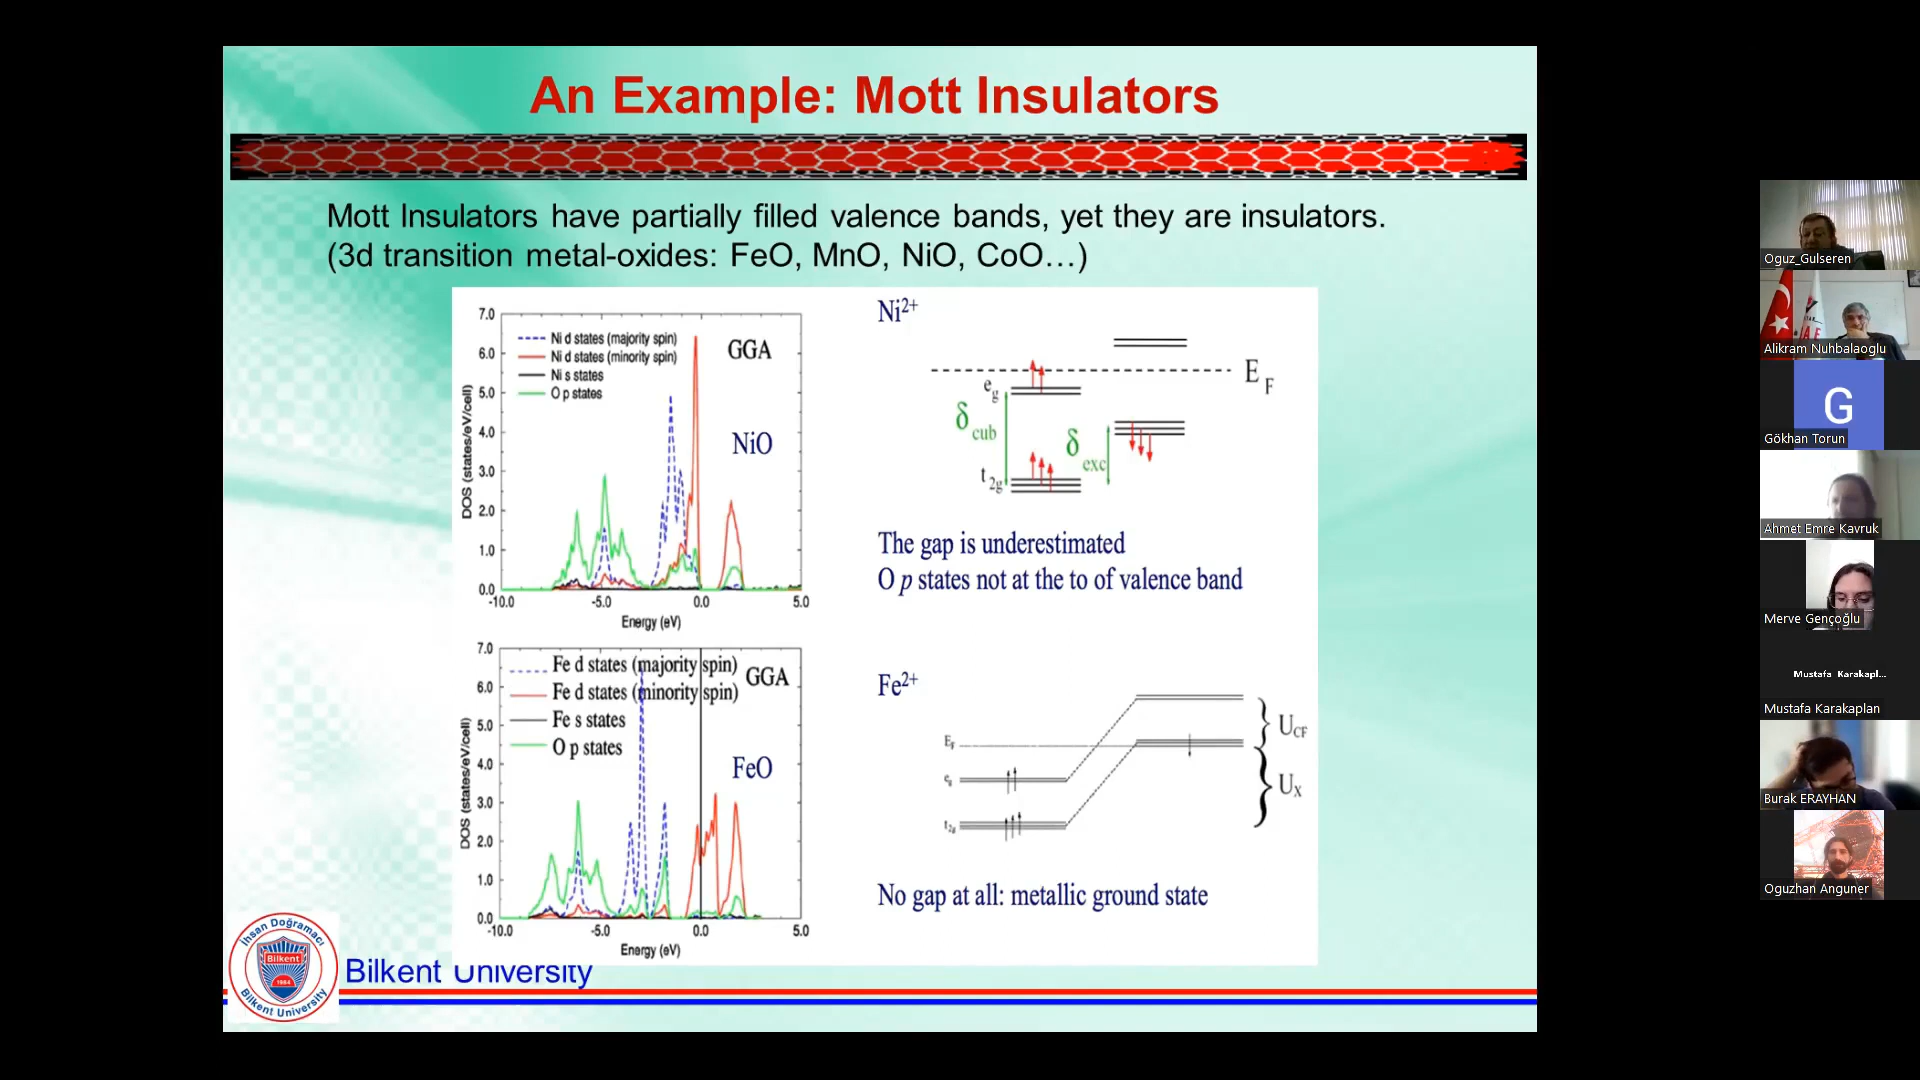 An Example: Mott Insulators
Mott Insulators have partially filled valence bands, yet they are insulators.
(3d transition metal-oxides: FeO, MnO, NiO, CoO…)
7.0
6.0
5.0
4.0
3.0
2.0
1.0
0.0
DOS (states/eV/cell)
Ni d states (majority spin)
Ni d states (minority spin)
Ni s states
O p states
GGA
NiO
-10.0 -5.0 0.0 5.0
Energy (eV)
Ni2+
EF
eg
δcub
δexc
t2g
The gap is underestimated
O p states not at the to of valence band
7.0
6.0
5.0
4.0
3.0
2.0
1.0
0.0
DOS (states/eV/cell)
Fe d states (majority spin)
Fe d states (minority spin)
Fe s states
O p states
GGA
FeO
-10.0 -5.0 0.0 5.0
Energy (eV)
Fe2+
EF
eg
t2g
UCF
UX
No gap at all: metallic ground state
İhsan Doğramacı
Bilkent
1984
Bilkent University
Bilkent University
Oguz_Gulseren
Alikram Nuhbalaoglu
G
Gökhan Torun
Ahmet Emre Kavruk
Merve Gençoğlu
Mustafa Karakapl...
Mustafa Karakaplan
Burak ERAYHAN
Oguzhan Anguner